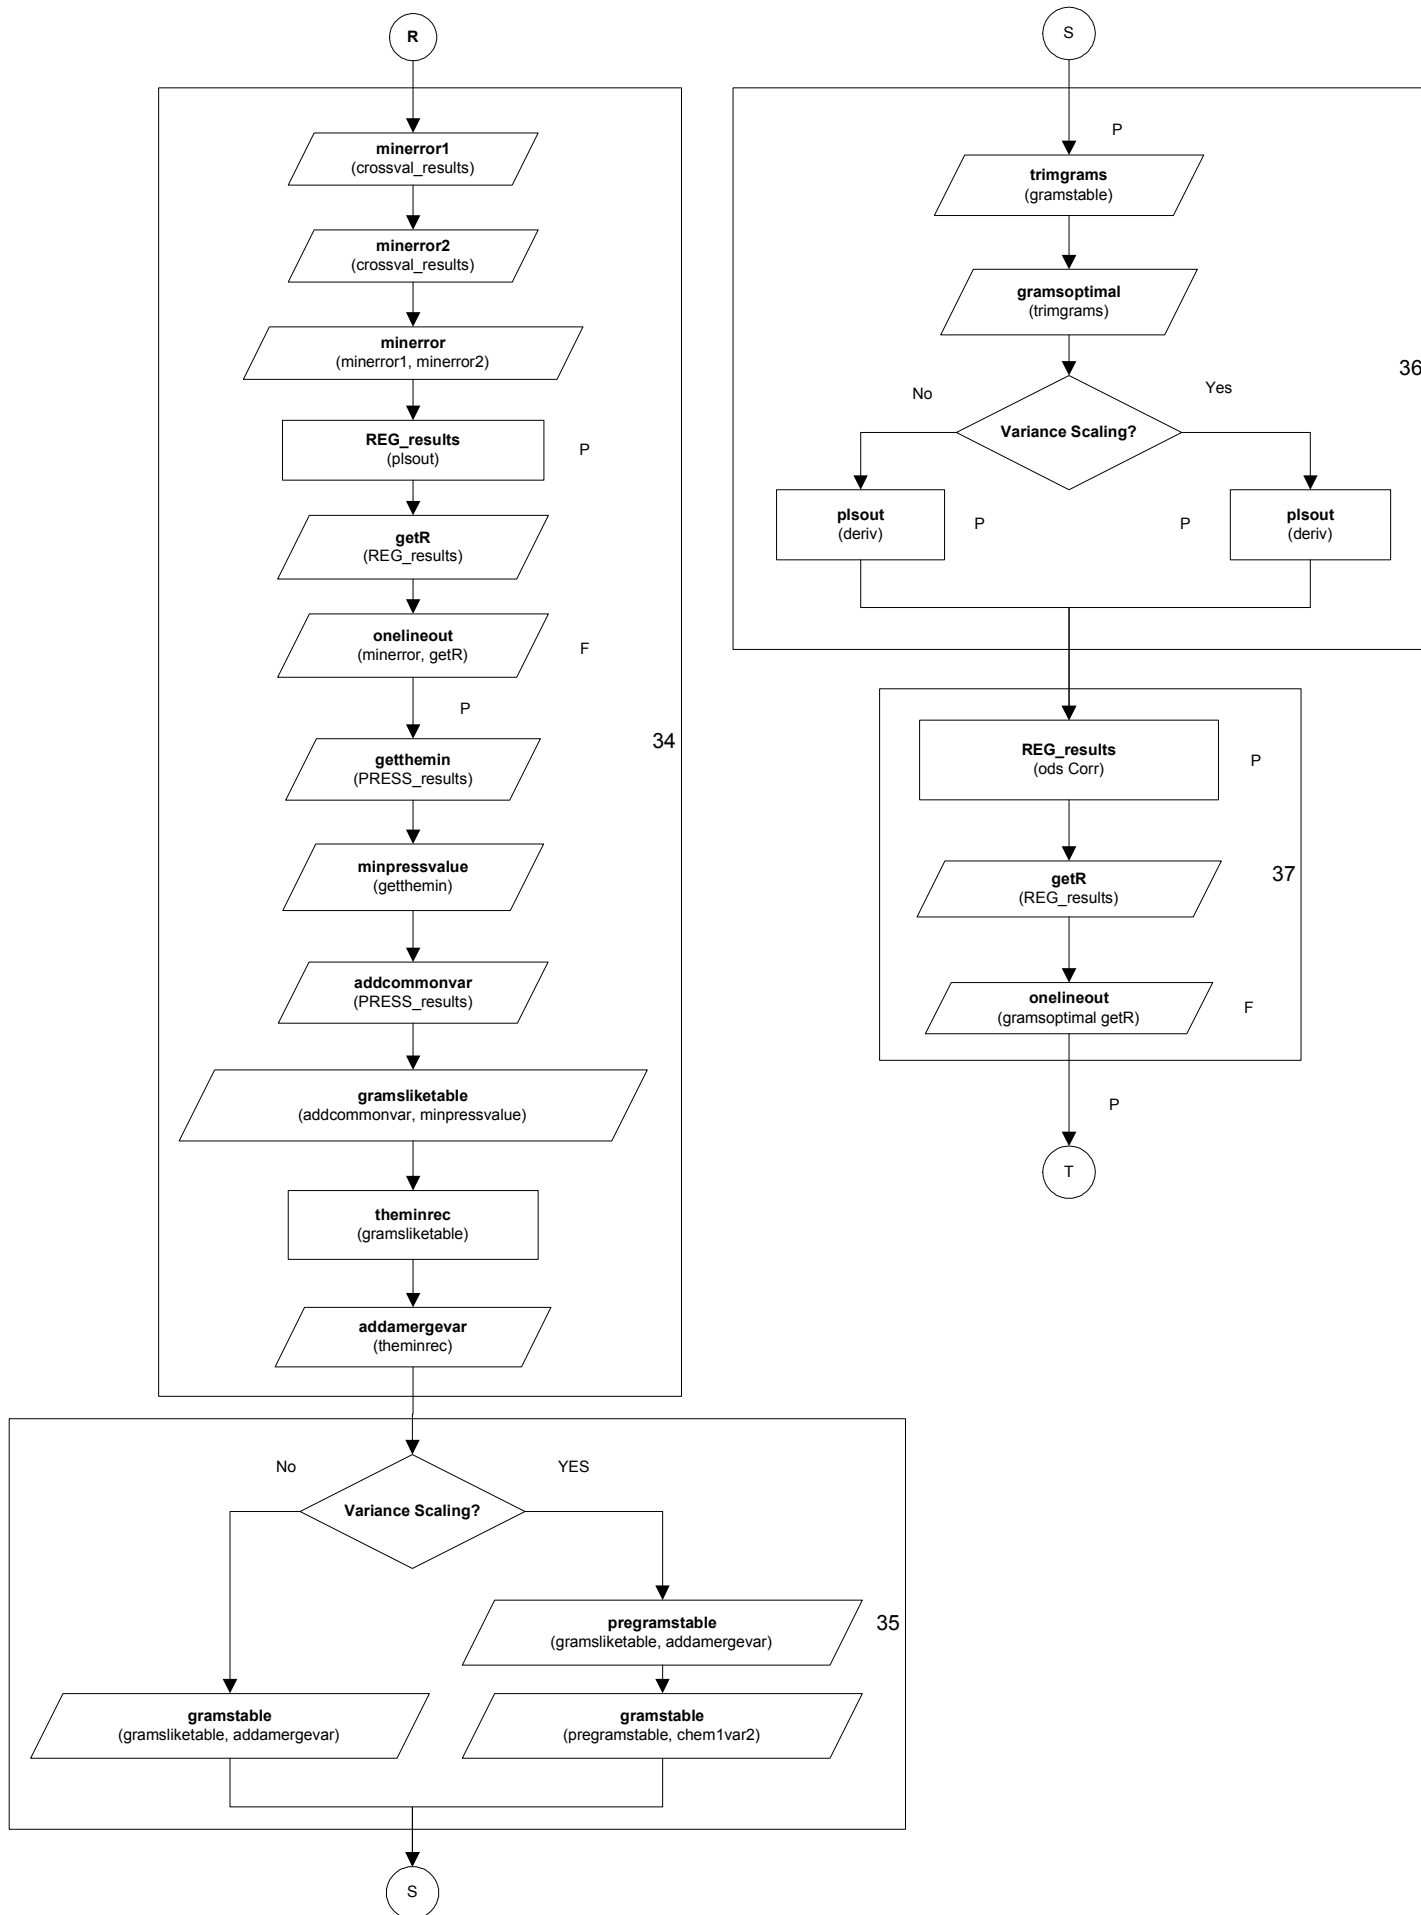 R
minerror1
(crossval_results)
minerror2
(crossval_results)
minerror
(minerror1, minerror2)
REG_results
(plsout)
P
getR
(REG_results)
onelineout
(minerror, getR)
F
P
getthemin
(PRESS_results)
34
minpressvalue
(getthemin)
addcommonvar
(PRESS_results)
gramsliketable
(addcommonvar, minpressvalue)
theminrec
(gramsliketable)
addamergevar
(theminrec)
No
YES
Variance Scaling?
pregramstable
(gramsliketable, addamergevar)
35
gramstable
(gramsliketable, addamergevar)
gramstable
(pregramstable, chem1var2)
S
S
P
trimgrams
(gramstable)
gramsoptimal
(trimgrams)
36
No
Yes
Variance Scaling?
plsout
(deriv)
P
P
plsout
(deriv)
REG_results
(ods Corr)
P
getR
(REG_results)
37
onelineout
(gramsoptimal getR)
F
P
T